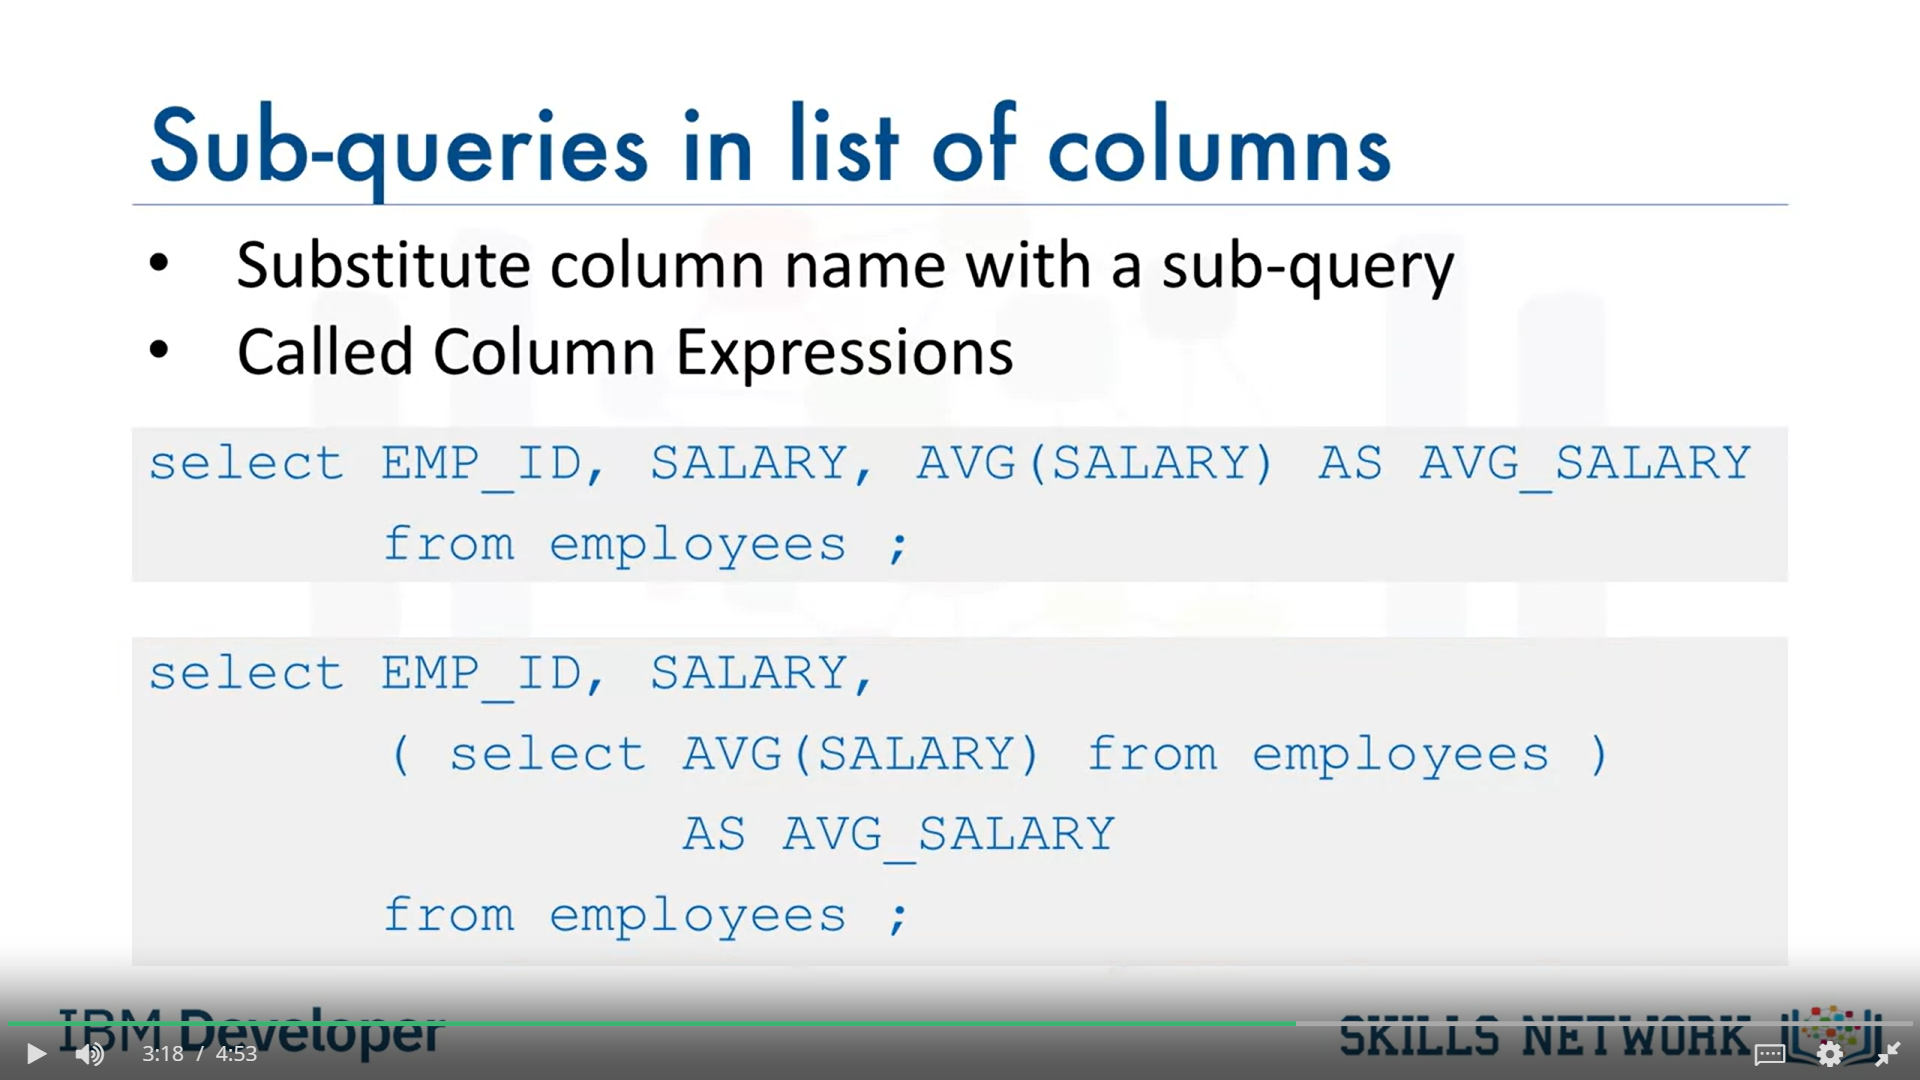 Sub-queries in list of columns
• Substitute column name with a sub-query
• Called Column Expressions
select EMP_ID, SALARY, AVG(SALARY) AS AVG_SALARY
from employees ;
select EMP_ID, SALARY,
( select AVG(SALARY) from employees )
AS AVG_SALARY
from employees ;
IBM Developer
SKILLS NETWORK
3:18 / 4:53